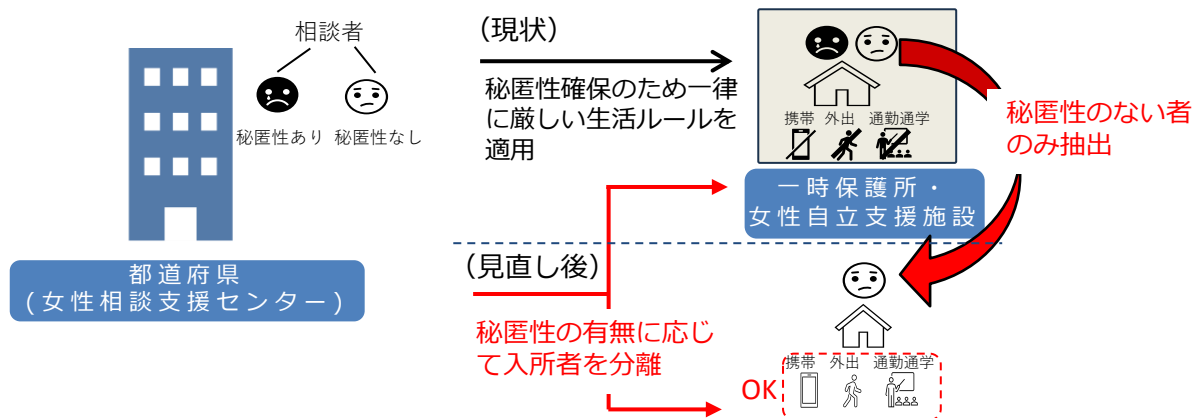 相談者
秘匿性あり 秘匿性なし
都道府県
(女性相談支援センター)
(現状)
秘匿性確保のため一律
に厳しい生活ルールを
適用
携帯 外出 通勤通学
一時保護所・
女性自立支援施設
秘匿性のない者
のみ抽出
(見直し後)
秘匿性の有無に応じ
て入所者を分離
携帯 外出 通勤通学
OK